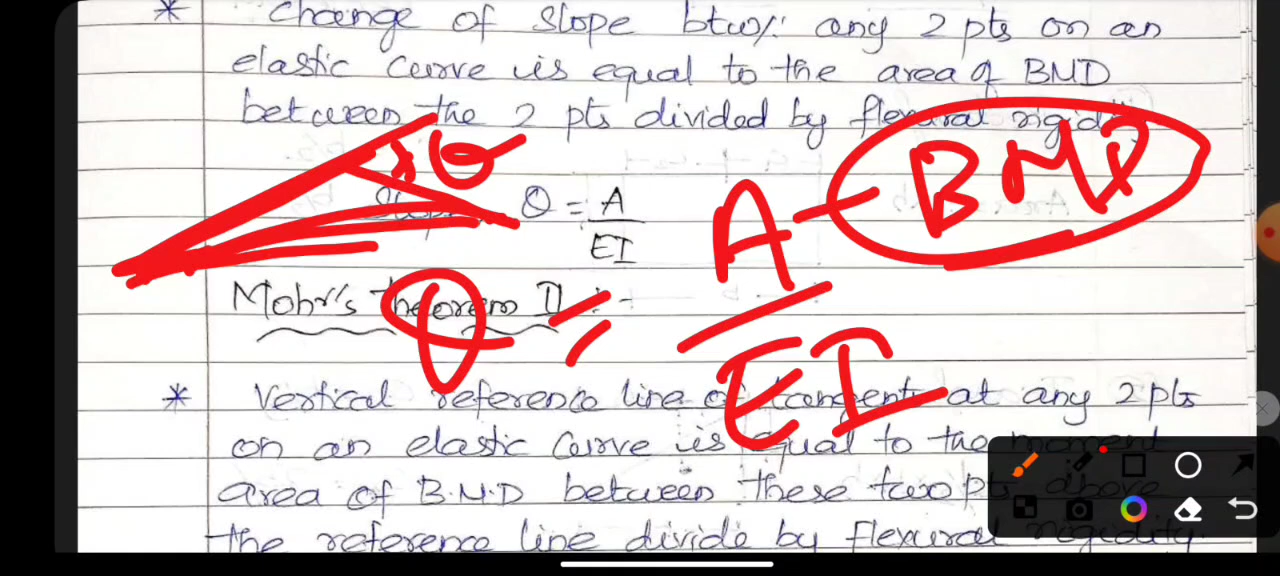 * Change of slope btw/: any 2 pts on an
elastic curve is equal to the area of BMD
between the 2 pts divided by flexural rigidity
θ
Slope θ = A
EI
A - BMD
θ = EI
Mohr's theorem II :-
* Vertical reference line of tangent at any 2 pts
on an elastic curve is equal to the moment
area of B.M.D between these two pts above
the reference line divide by flexural rigidity.